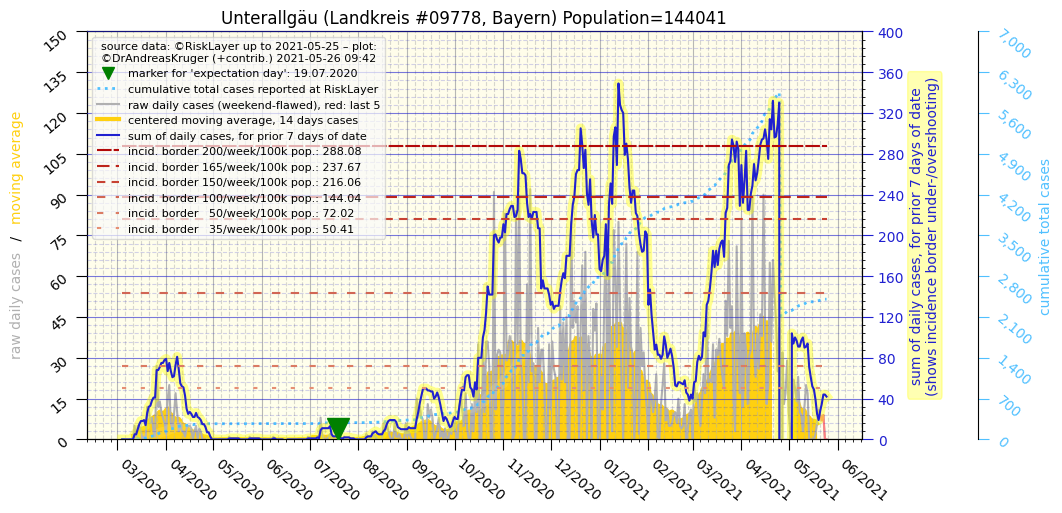 Unterallgäu (Landkreis #09778, Bayern) Population=144041
source data: ©RiskLayer up to 2021-05-25 – plot:
©DrAndreasKruger (+contrib.) 2021-05-26 09:42
marker for 'expectation day': 19.07.2020
cumulative total cases reported at RiskLayer
raw daily cases (weekend-flawed), red: last 5
centered moving average, 14 days cases
sum of daily cases, for prior 7 days of date
incid. border 200/week/100k pop.: 288.08
incid. border 165/week/100k pop.: 237.67
incid. border 150/week/100k pop.: 216.06
incid. border 100/week/100k pop.: 144.04
incid. border 50/week/100k pop.: 72.02
incid. border 35/week/100k pop.: 50.41
raw daily cases / moving average
150
135
120
105
90
75
60
45
30
15
0
03/2020
04/2020
05/2020
06/2020
07/2020
08/2020
09/2020
10/2020
11/2020
12/2020
01/2021
02/2021
03/2021
04/2021
05/2021
06/2021
400
360
320
280
240
200
160
120
80
40
0
sum of daily cases, for prior 7 days of date
(shows incidence border under-/overshooting)
7,000
6,300
5,600
4,900
4,200
3,500
2,800
2,100
1,400
700
0
cumulative total cases